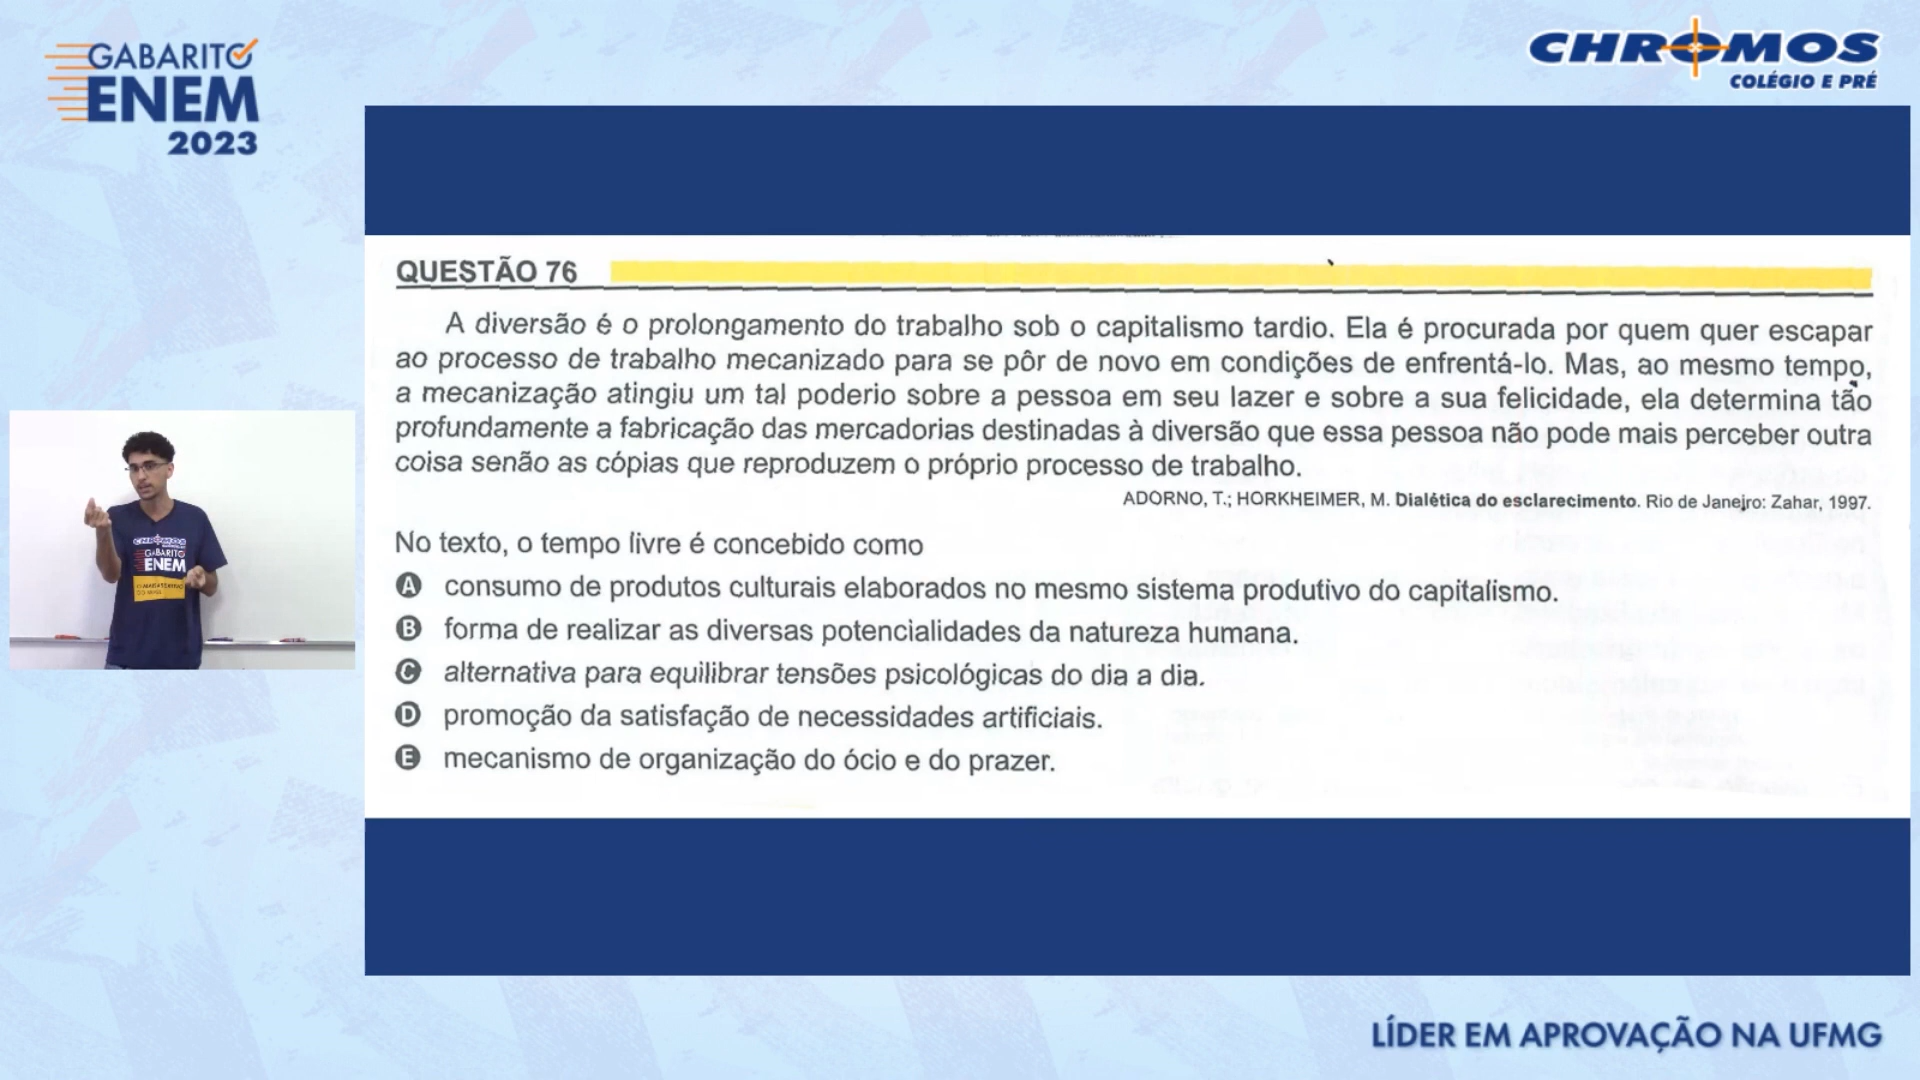 GABARITO
ENEM
2023
CHROMOS
COLÉGIO E PRÉ
QUESTÃO 76
A diversão é o prolongamento do trabalho sob o capitalismo tardio. Ela é procurada por quem quer escapar
ao processo de trabalho mecanizado para se pôr de novo em condições de enfrentá-lo. Mas, ao mesmo tempo,
a mecanização atingiu um tal poderio sobre a pessoa em seu lazer e sobre a sua felicidade, ela determina tão
profundamente a fabricação das mercadorias destinadas à diversão que essa pessoa não pode mais perceber outra
coisa senão as cópias que reproduzem o próprio processo de trabalho.
ADORNO, T.; HORKHEIMER, M. Dialética do esclarecimento. Rio de Janeiro: Zahar, 1997.
No texto, o tempo livre é concebido como
A consumo de produtos culturais elaborados no mesmo sistema produtivo do capitalismo.
B forma de realizar as diversas potencialidades da natureza humana.
C alternativa para equilibrar tensões psicológicas do dia a dia.
D promoção da satisfação de necessidades artificiais.
E mecanismo de organização do ócio e do prazer.
CHROMOS
GABARITO
ENEM
LÍDER EM APROVAÇÃO NA UFMG